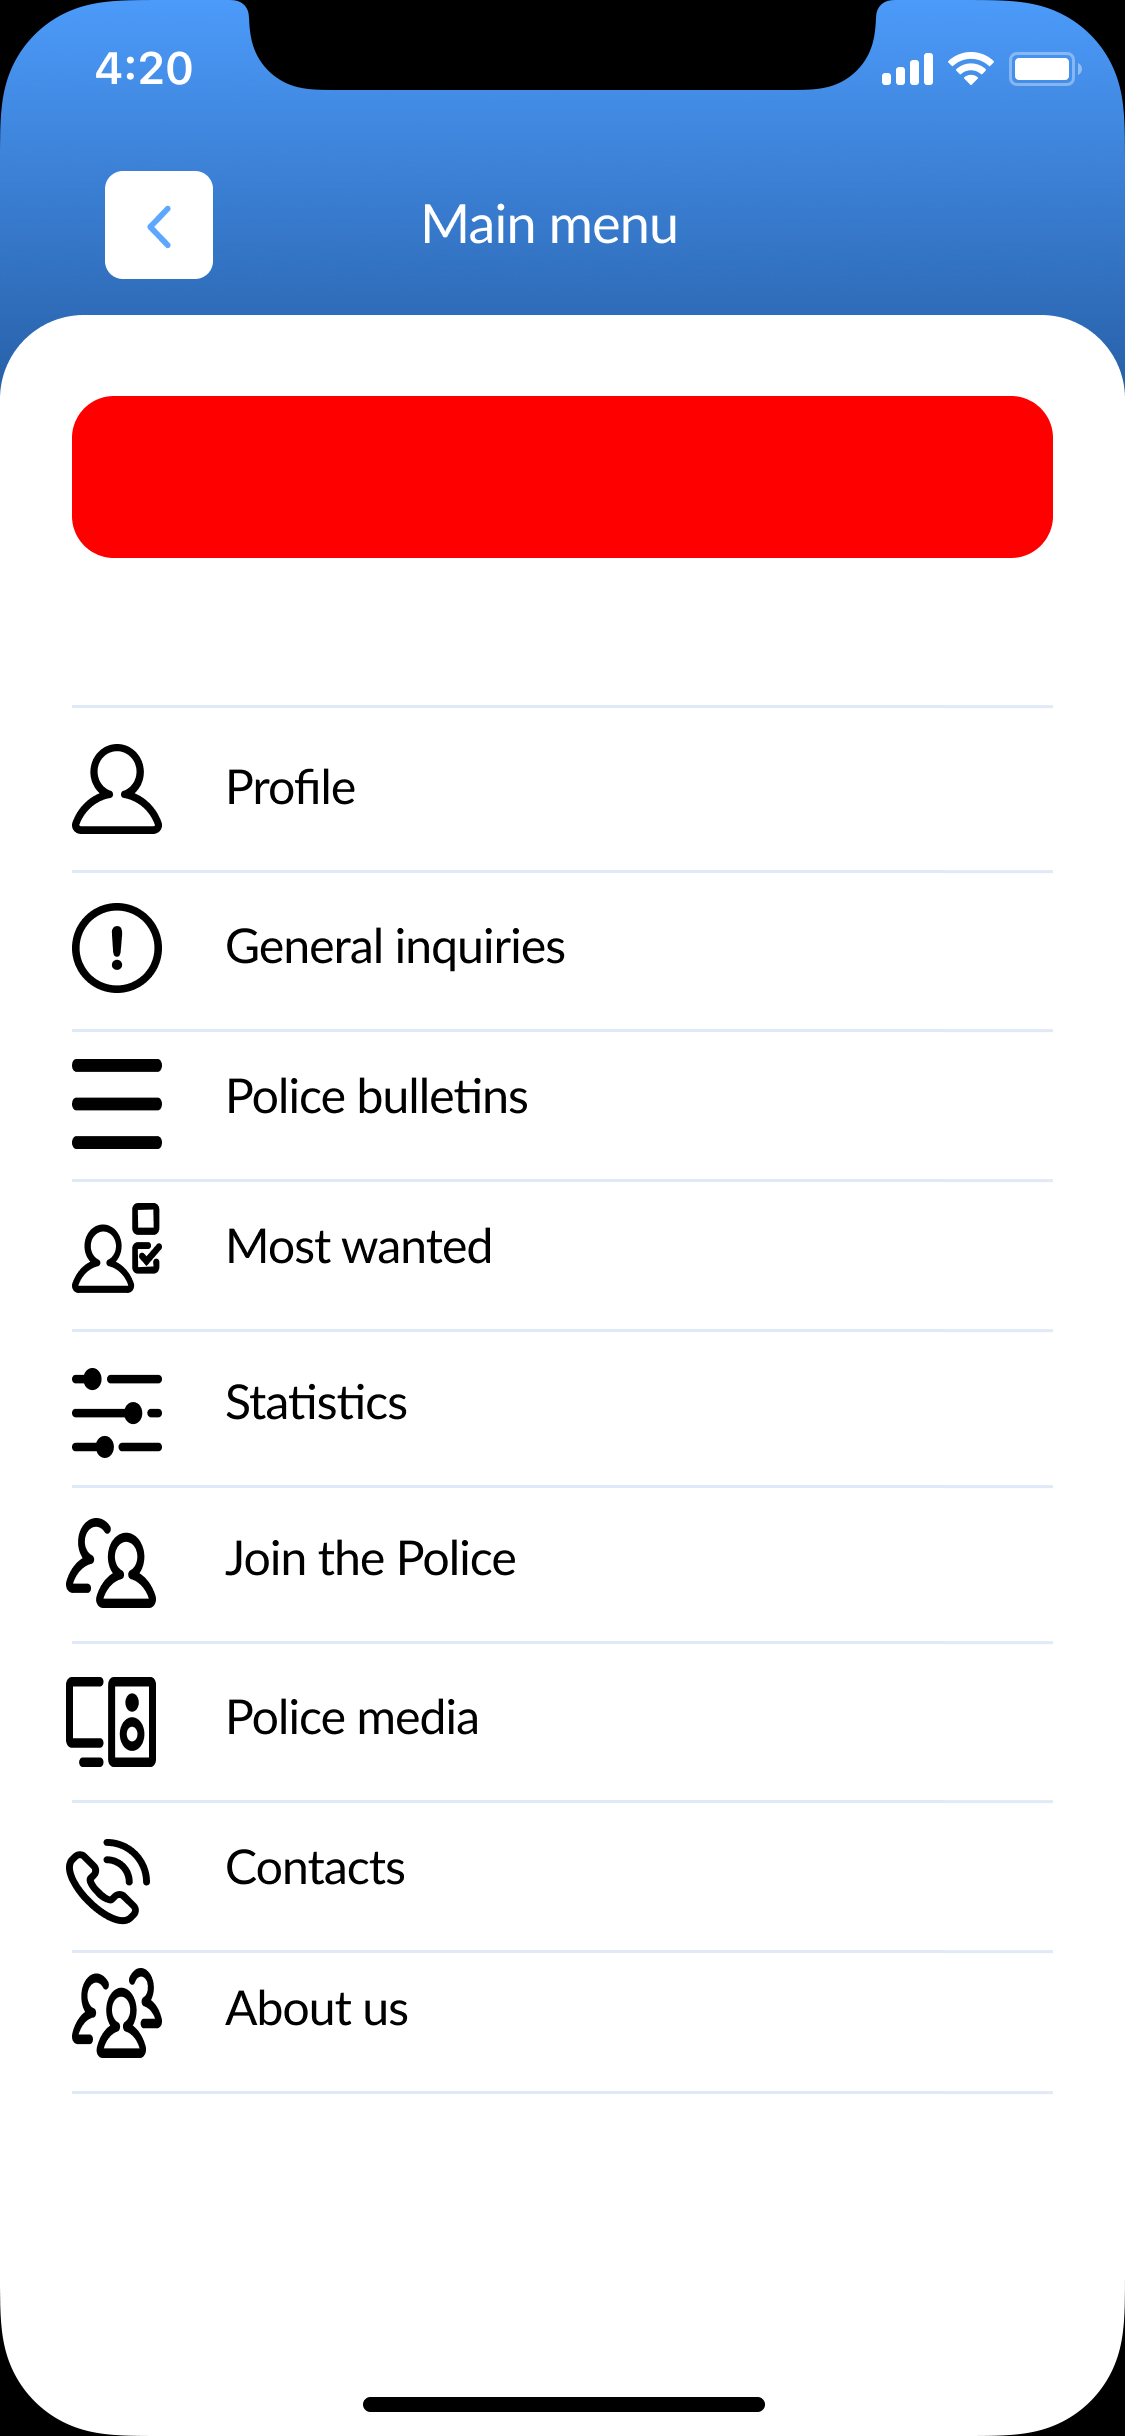 4:20
Main menu
Profile
General inquiries
Police bulletins
Most wanted
Statistics
Join the Police
Police media
Contacts
About us